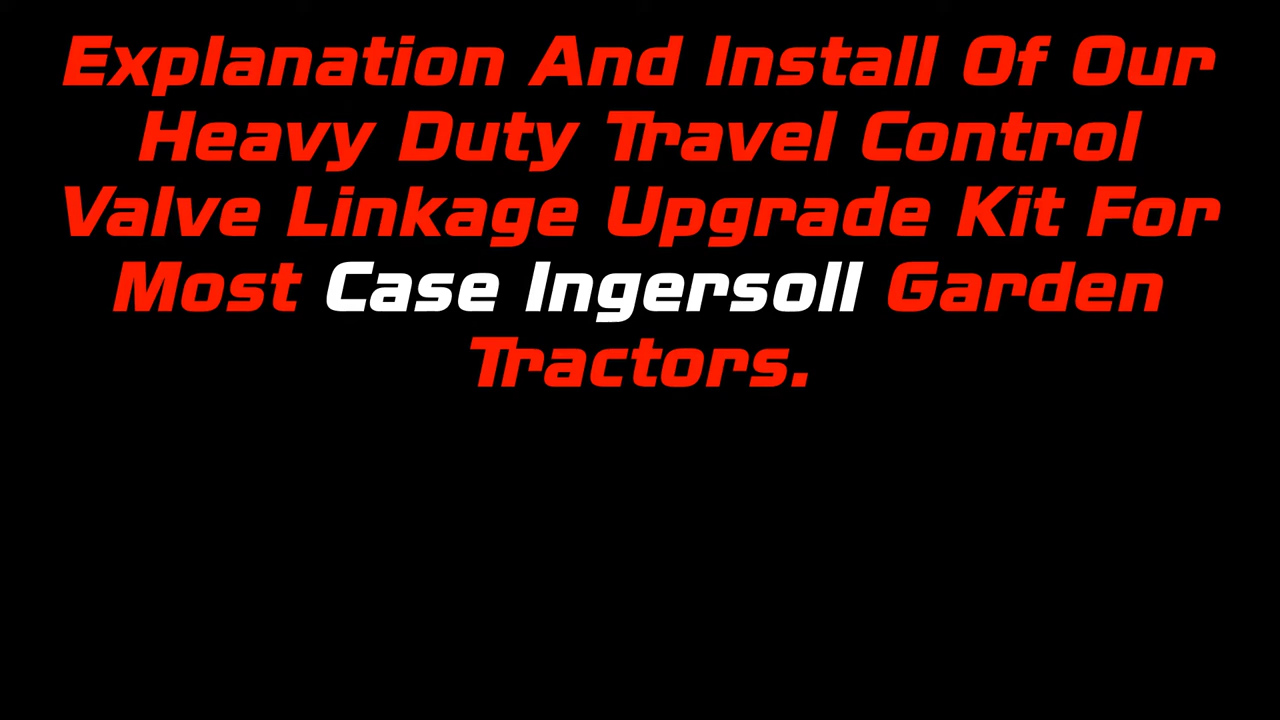 Explanation And Install Of Our
Heavy Duty Travel Control
Valve Linkage Upgrade Kit For
Most Case Ingersoll Garden
Tractors.